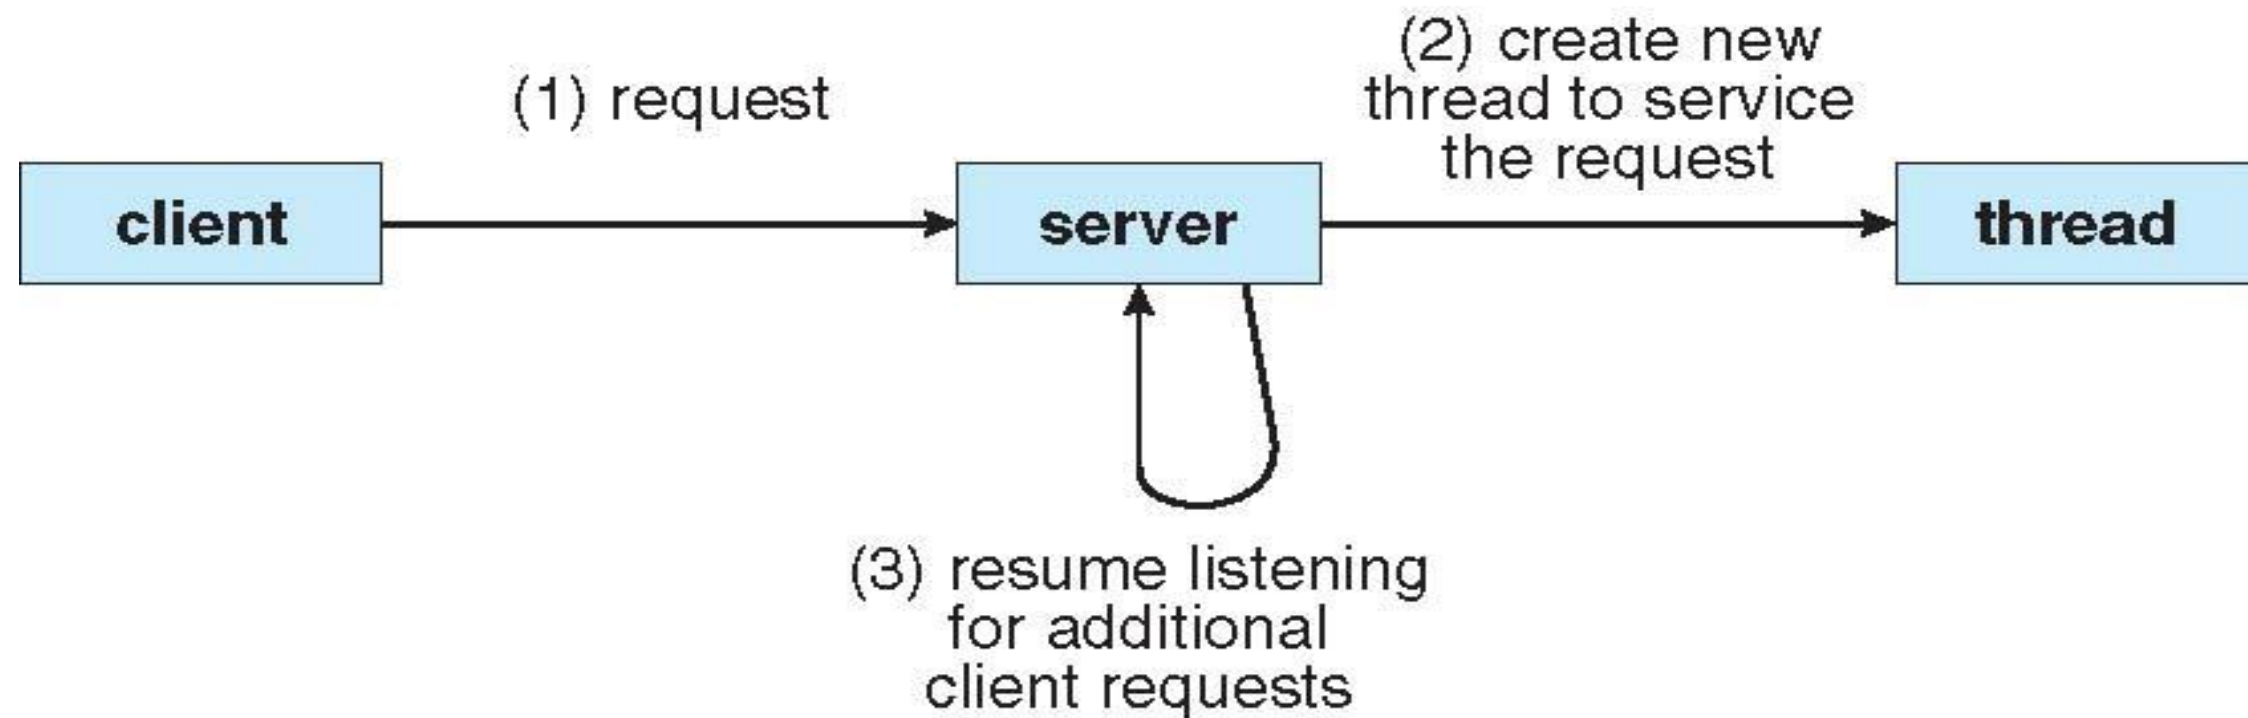 (1) request
(2) create new
thread to service
the request
client
server
thread
(3) resume listening
for additional
client requests